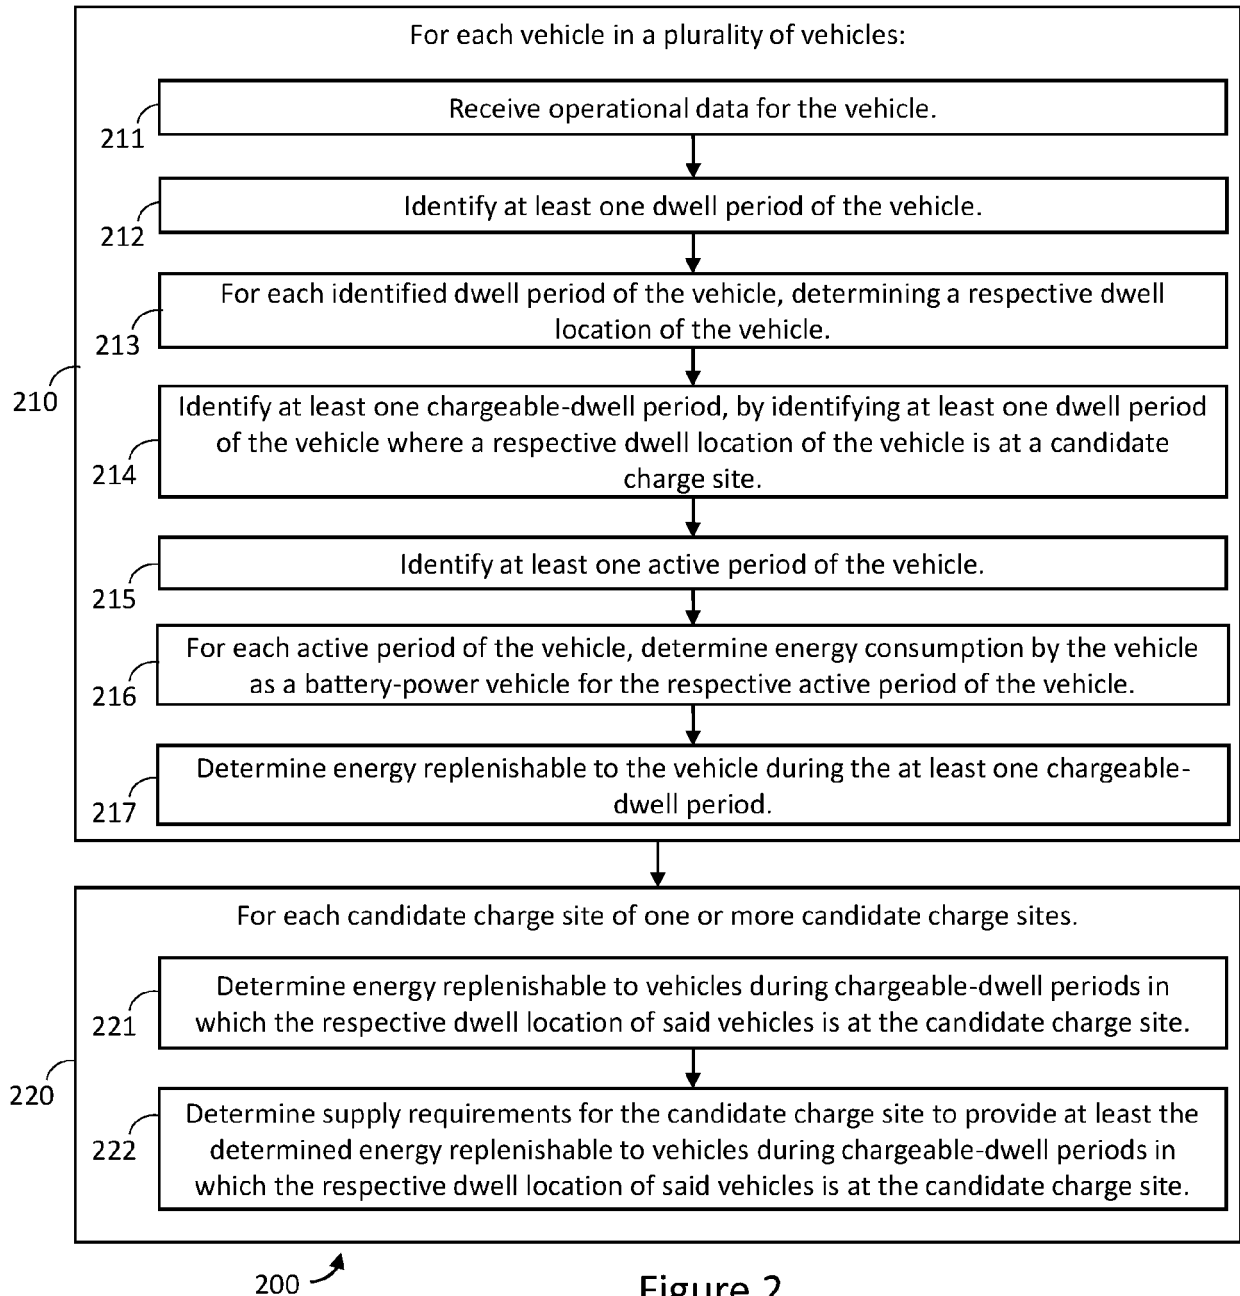 For each vehicle in a plurality of vehicles:
Receive operational data for the vehicle.
211
Identify at least one dwell period of the vehicle.
212
For each identified dwell period of the vehicle, determining a respective dwell
location of the vehicle.
213
210
Identify at least one chargeable-dwell period, by identifying at least one dwell period
of the vehicle where a respective dwell location of the vehicle is at a candidate
charge site.
214
Identify at least one active period of the vehicle.
215
For each active period of the vehicle, determine energy consumption by the vehicle
as a battery-power vehicle for the respective active period of the vehicle.
216
Determine energy replenishable to the vehicle during the at least one chargeable-
dwell period.
217
For each candidate charge site of one or more candidate charge sites.
Determine energy replenishable to vehicles during chargeable-dwell periods in
which the respective dwell location of said vehicles is at the candidate charge site.
221
220
Determine supply requirements for the candidate charge site to provide at least the
determined energy replenishable to vehicles during chargeable-dwell periods in
which the respective dwell location of said vehicles is at the candidate charge site.
222
200
Figure 2